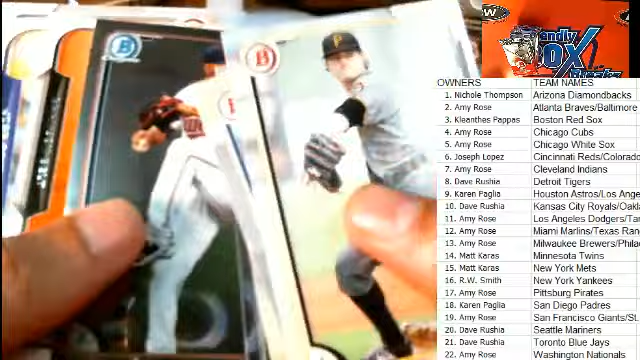 andly
SOX
Breaks
OWNERS TEAM NAMES
1. Nichole Thompson Arizona Diamondbacks
2. Amy Rose Atlanta Braves/Baltimore
3. Kleanthes Pappas Boston Red Sox
4. Amy Rose Chicago Cubs
5. Amy Rose Chicago White Sox
6. Joseph Lopez Cincinnati Reds/Colorado
7. Amy Rose Cleveland Indians
8. Dave Rushia Detroit Tigers
9. Karen Paglia Houston Astros/Los Ange
10. Dave Rushia Kansas City Royals/Oakl
11. Amy Rose Los Angeles Dodgers/Tam
12. Amy Rose Miami Marlins/Texas Rang
13. Amy Rose Milwaukee Brewers/Phila
14. Matt Karas Minnesota Twins
15. Matt Karas New York Mets
16. R.W. Smith New York Yankees
17. Amy Rose Pittsburg Pirates
18. Karen Paglia San Diego Padres
19. Amy Rose San Francisco Giants/St.
20. Dave Rushia Seattle Mariners
21. Dave Rushia Toronto Blue Jays
22. Amy Rose Washington Nationals
B
B
P